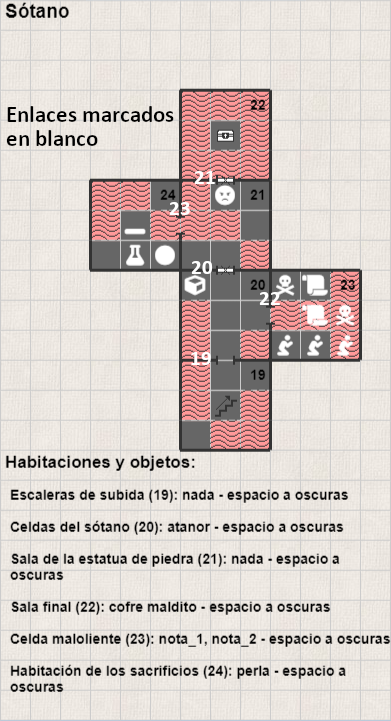 Sótano
22
Enlaces marcados
en blanco
21
24
21
23
20
20
23
22
19
19
Habitaciones y objetos:
Escaleras de subida (19): nada - espacio a oscuras
Celdas del sótano (20): atanor - espacio a oscuras
Sala de la estatua de piedra (21): nada - espacio a
oscuras
Sala final (22): cofre maldito - espacio a oscuras
Celda maloliente (23): nota_1, nota_2 - espacio a oscuras
Habitación de los sacrificios (24): perla - espacio a
oscuras